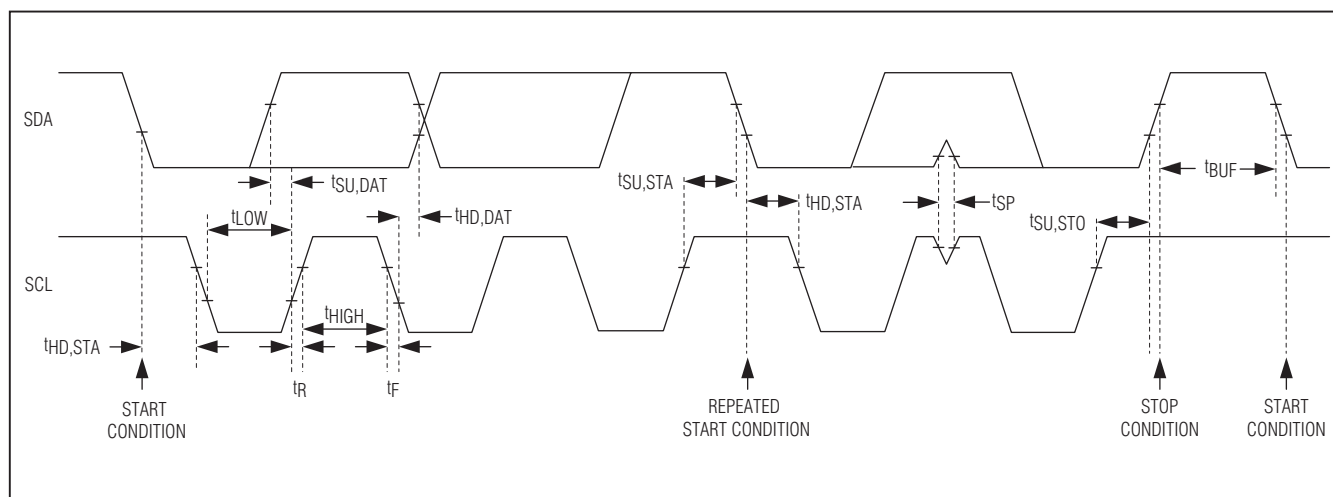 SDA
tSU,DAT
tSU,STA
tBUF
tLOW
tHD,DAT
tHD,STA
tSP
tSU,STO
SCL
tHIGH
tHD,STA
tR
tF
START
CONDITION
REPEATED
START CONDITION
STOP
CONDITION
START
CONDITION